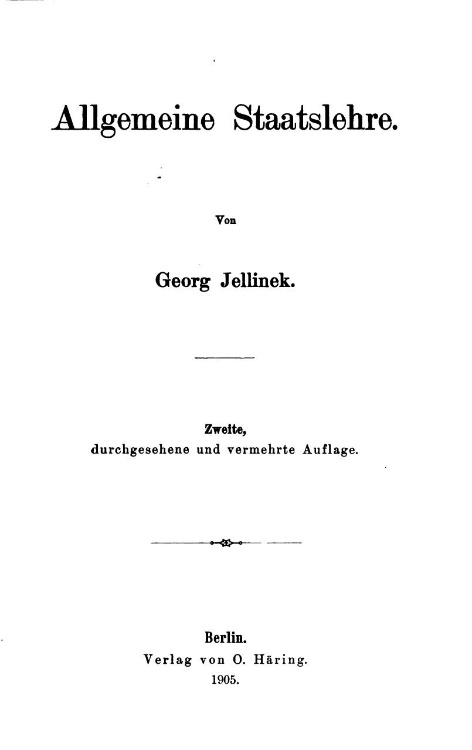 Allgemeine Staatslehre.
Von
Georg Jellinek.
Zweite,
durchgesehene und vermehrte Auflage.
Berlin.
Verlag von O. Häring.
1905.